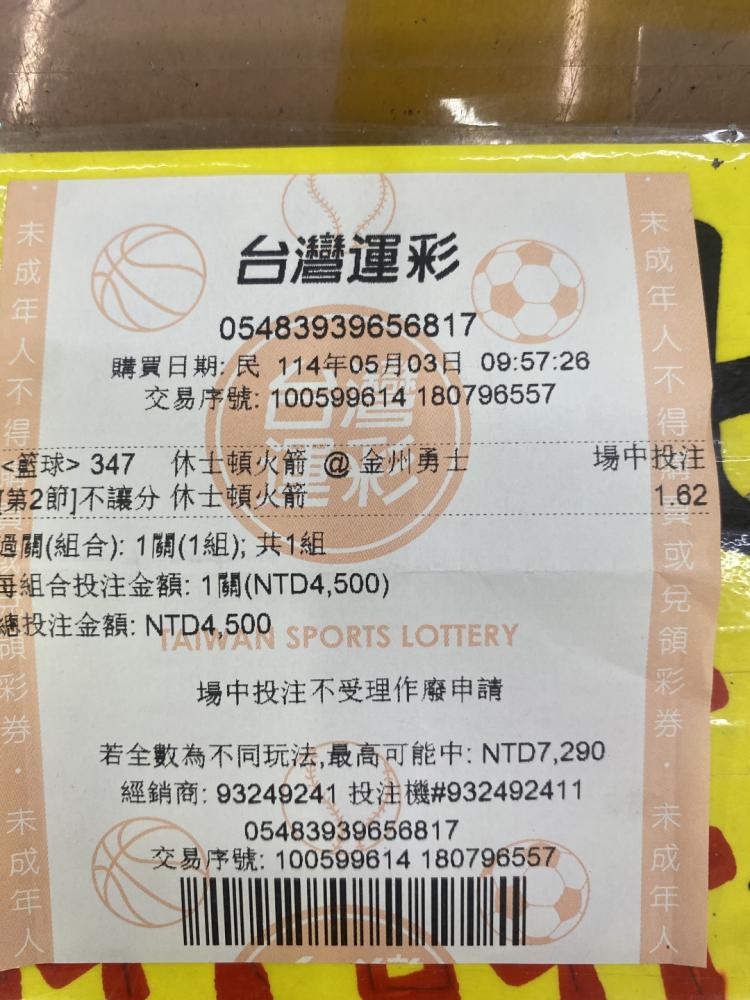 台灣運彩
05483939656817
購買日期: 民 114年05月03日 09:57:26
交易序號: 100599614 180796557
<籃球> 347 休士頓火箭 @ 金州勇士 場中投注
[第2節]不讓分 休士頓火箭 1.62
過關(組合): 1關(1組); 共1組
每組合投注金額: 1關(NTD4,500)
總投注金額: NTD4,500
TAIWAN SPORTS LOTTERY
場中投注不受理作廢申請
若全數為不同玩法,最高可能中: NTD7,290
經銷商: 93249241 投注機#932492411
05483939656817
交易序號: 100599614 180796557
未成年人不得
領彩券．未成年人
未成年人不得購買或兌領彩券．未成年人
台灣運彩